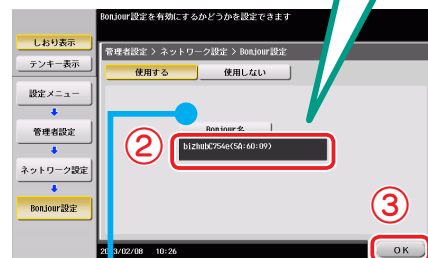 Bonjour設定を有効にするかどうかを設定できます
しおり表示
テンキー表示
管理者設定 > ネットワーク設定 > Bonjour設定
使用する
使用しない
設定メニュー
管理者設定
ネットワーク設定
Bonjour設定
Bonjour名
②
bizhubC754e(5A:60:09)
③
10:26
OK